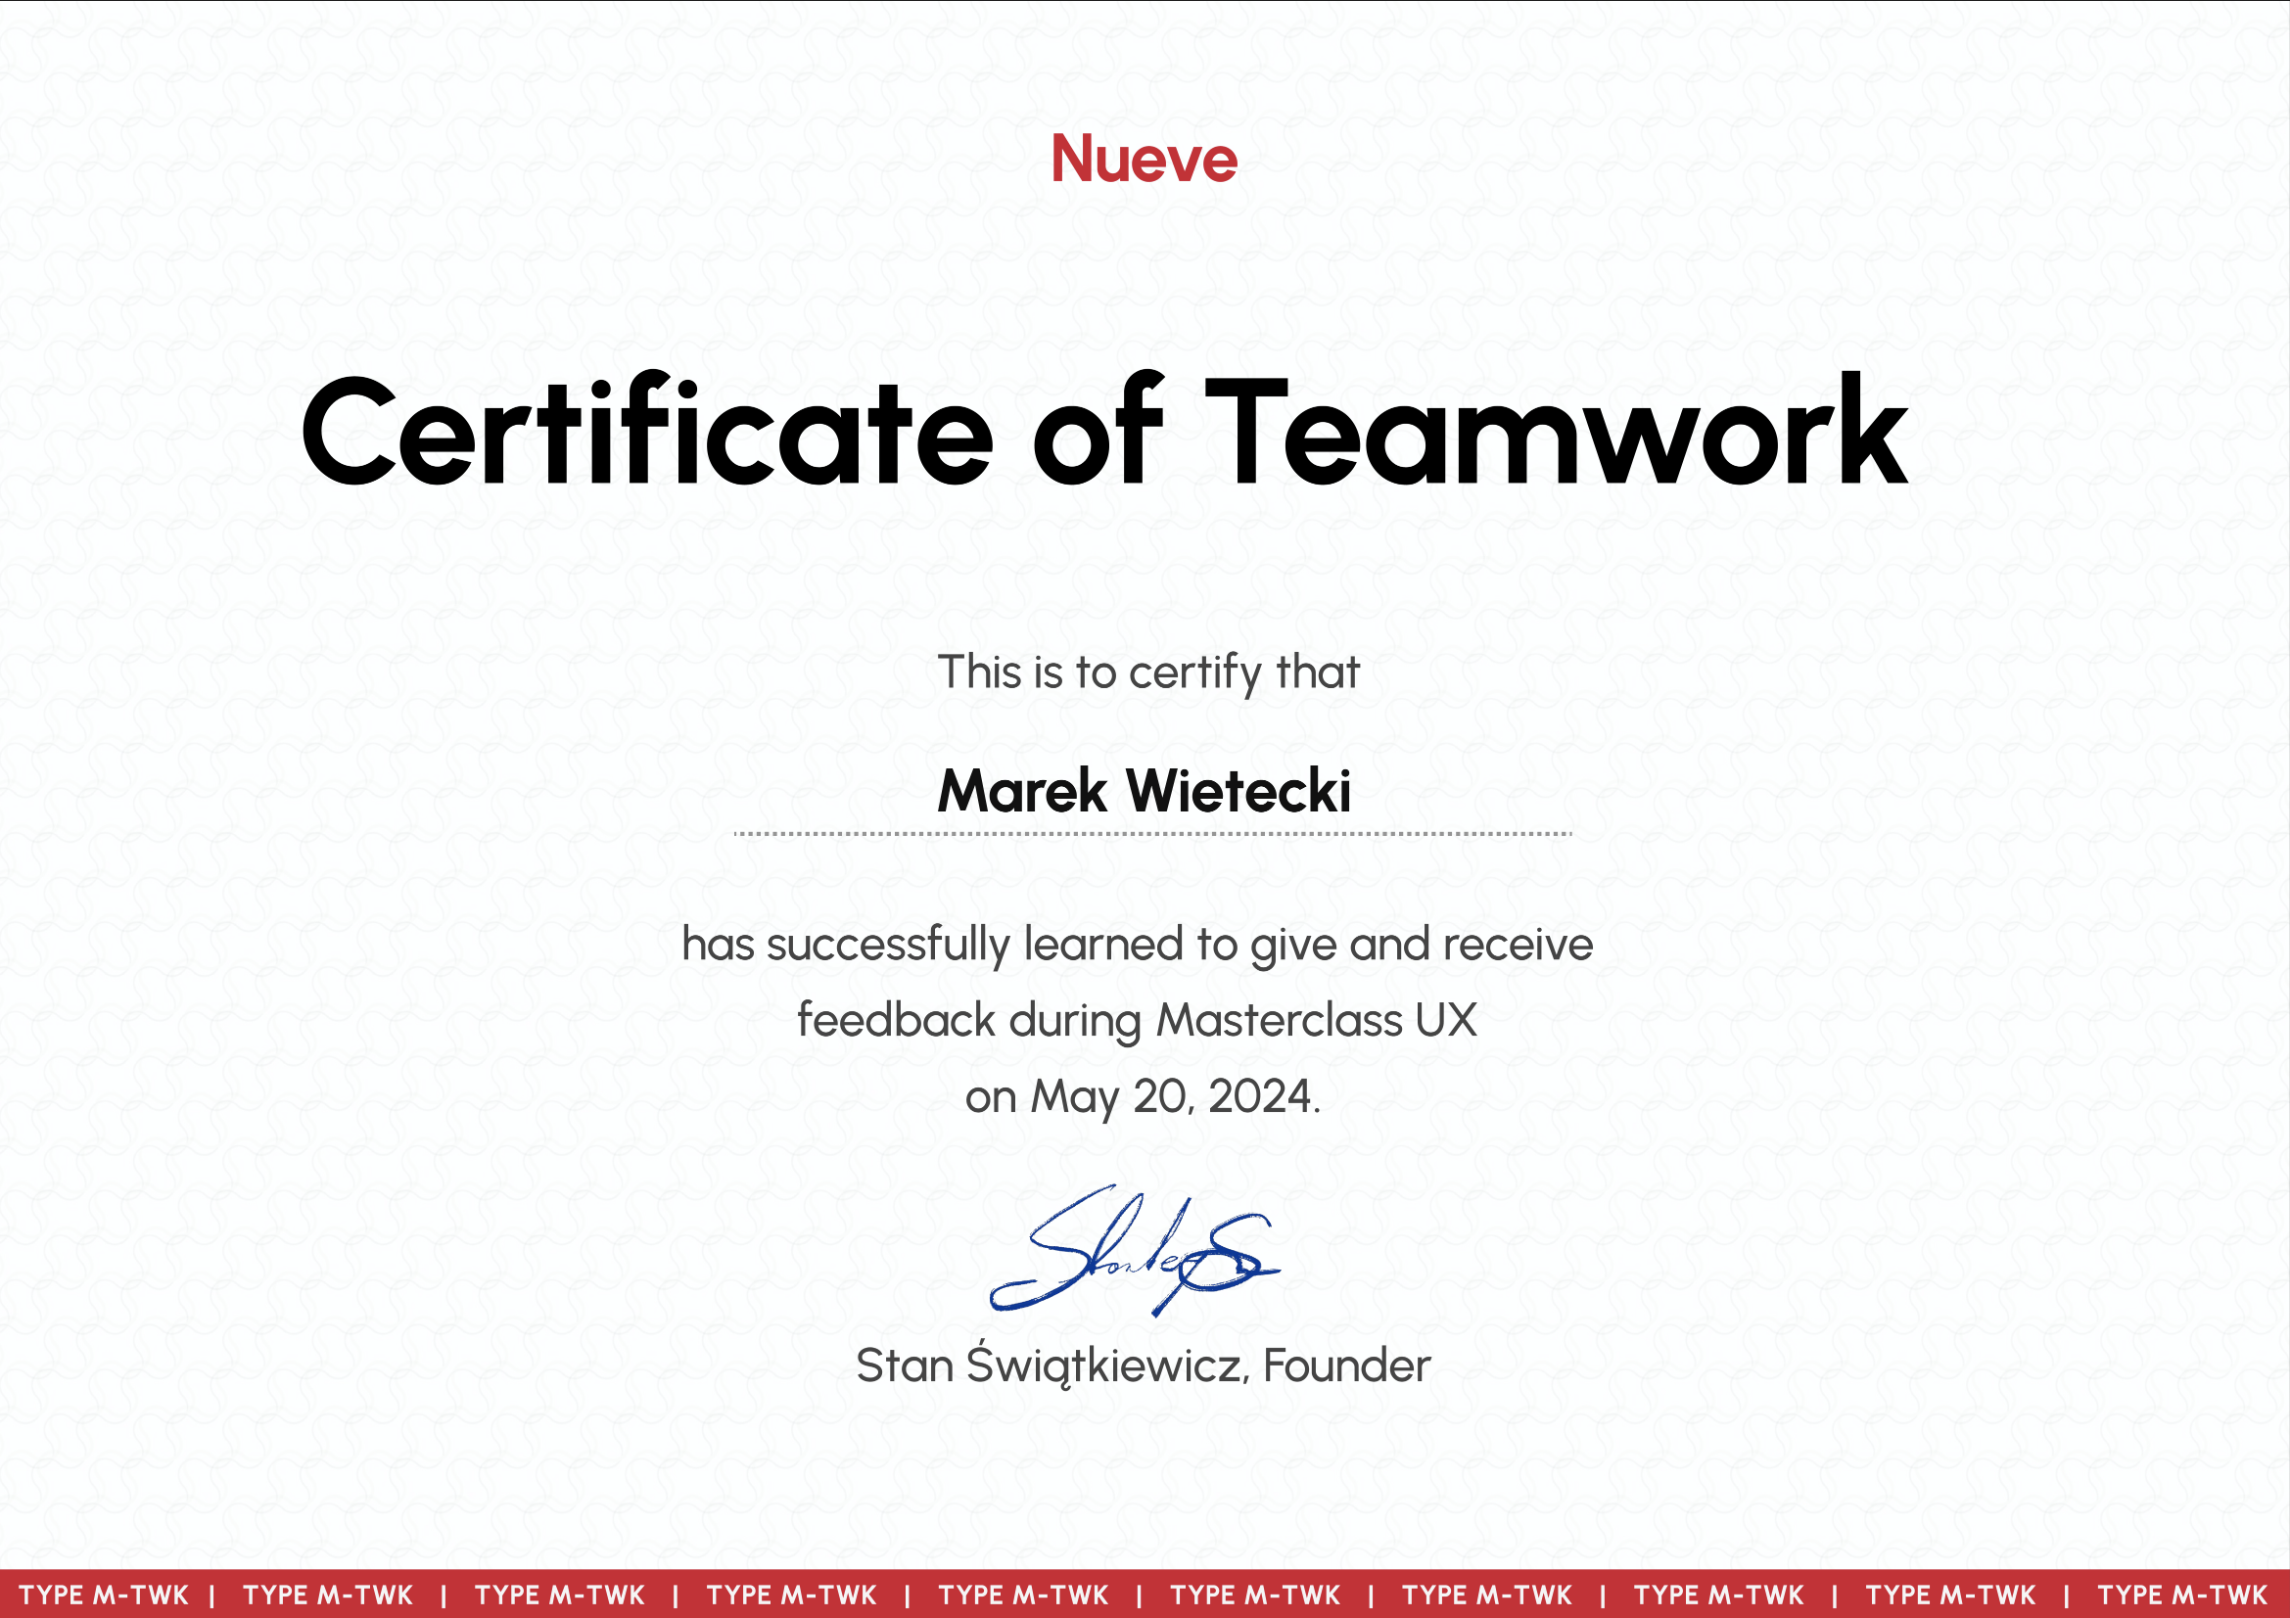 Nueve
Certificate of Teamwork
This is to certify that
Marek Wietecki
has successfully learned to give and receive
feedback during Masterclass UX
on May 20, 2024.
Stan Świątkiewicz, Founder
TYPE M-TWK | TYPE M-TWK | TYPE M-TWK | TYPE M-TWK | TYPE M-TWK | TYPE M-TWK | TYPE M-TWK | TYPE M-TWK | TYPE M-TWK | TYPE M-TWK